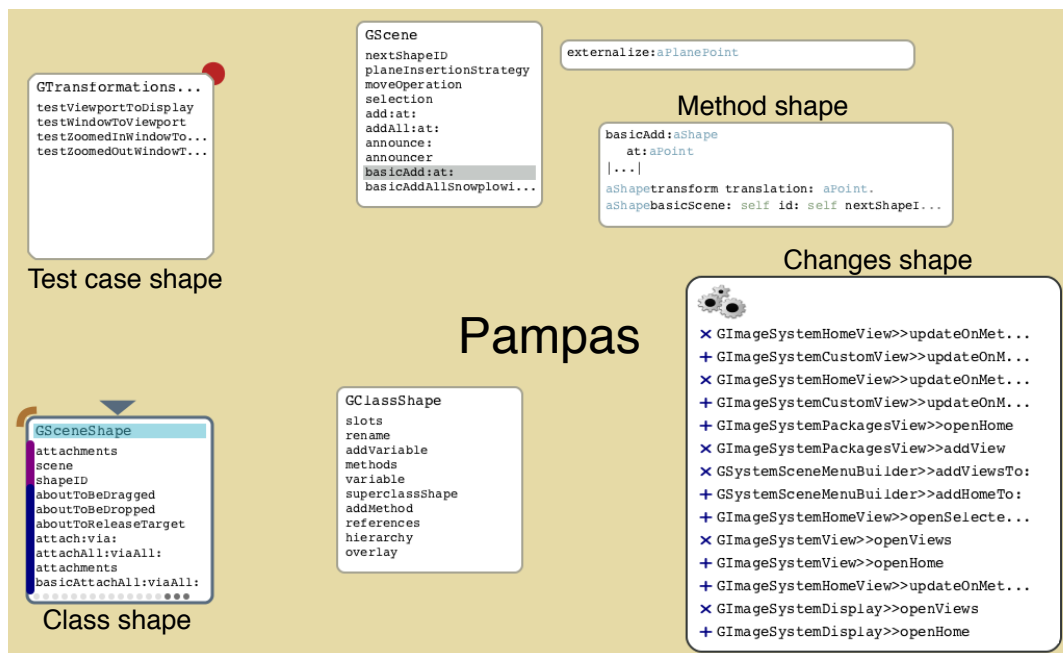 GScene
nextShapeID
planeInsertionStrategy
moveOperation
selection
add:at:
addAll:at:
announce:
announcer
basicAdd:at:
basicAddAllSnowplowi...
externalize:aPlanePoint
GTransformations...
testViewportToDisplay
testWindowToViewport
testZoomedInWindowTo...
testZoomedOutWindowT...
Test case shape
Method shape
basicAdd:aShape
at:aPoint
|...|
aShapetransform translation: aPoint.
aShapebasicScene: self id: self nextShapeI...
Changes shape
GImageSystemHomeView>>updateOnMet...
GImageSystemCustomView>>updateOnM...
GImageSystemHomeView>>updateOnMet...
GImageSystemCustomView>>updateOnM...
GImageSystemPackagesView>>openHome
GImageSystemPackagesView>>addView
GSystemSceneMenuBuilder>>addViewsTo:
GSystemSceneMenuBuilder>>addHomeTo:
GImageSystemHomeView>>openSelecte...
GImageSystemView>>openViews
GImageSystemView>>openHome
GImageSystemHomeView>>updateOnMet...
GImageSystemDisplay>>openViews
GImageSystemDisplay>>openHome
Pampas
GSceneShape
attachments
scene
shapeID
aboutToBeDragged
aboutToBeDropped
aboutToReleaseTarget
attach:via:
attachAll:viaAll:
attachments
basicAttachAll:viaAll:
Class shape
GClassShape
slots
rename
addVariable
methods
variable
superclassShape
addMethod
references
hierarchy
overlay